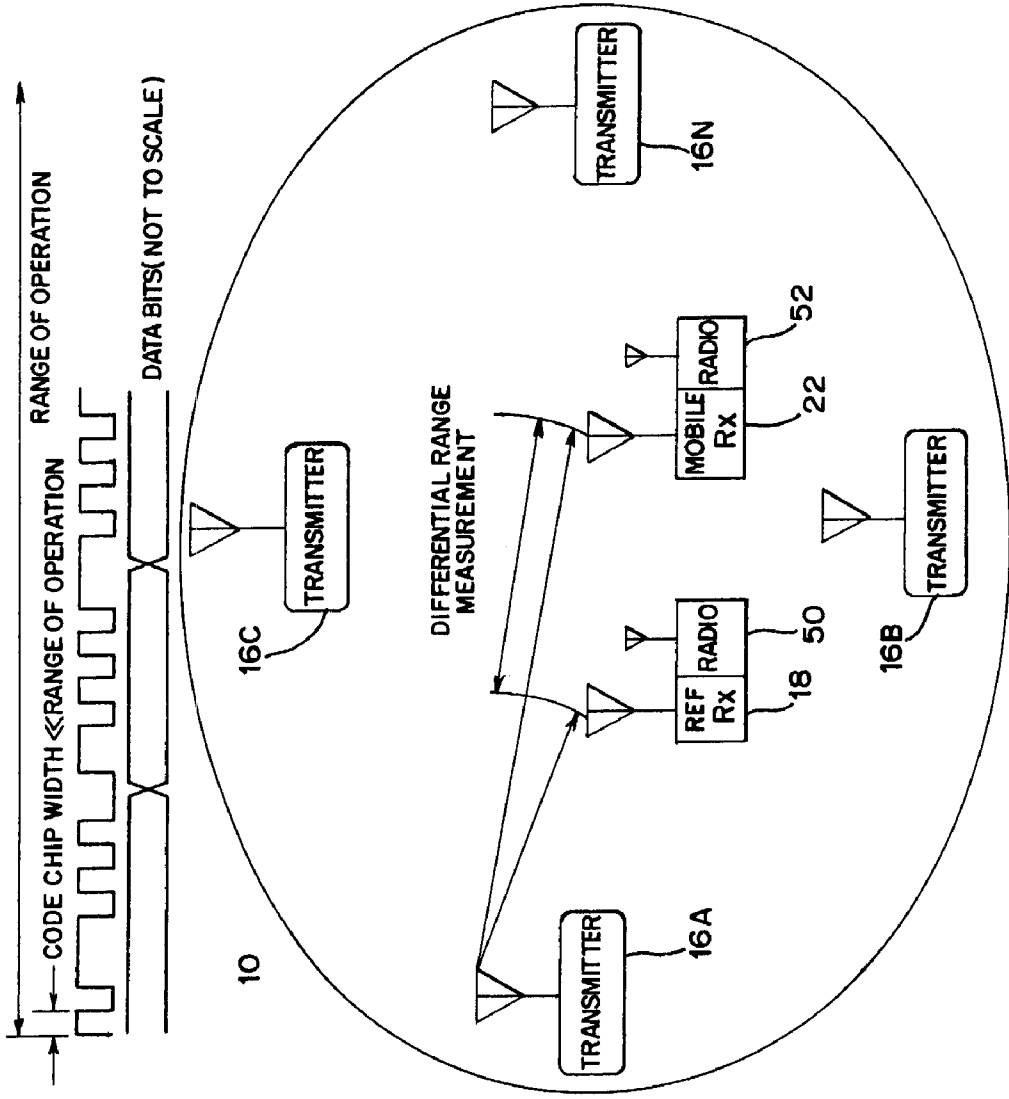 RANGE OF OPERATION
CODE CHIP WIDTH ≪RANGE OF OPERATION
DATA BITS(NOT TO SCALE)
10
TRANSMITTER
16C
DIFFERENTIAL RANGE
MEASUREMENT
TRANSMITTER
16A
REF
Rx
RADIO
18
50
MOBILE
Rx
RADIO
22
52
TRANSMITTER
16N
TRANSMITTER
16B